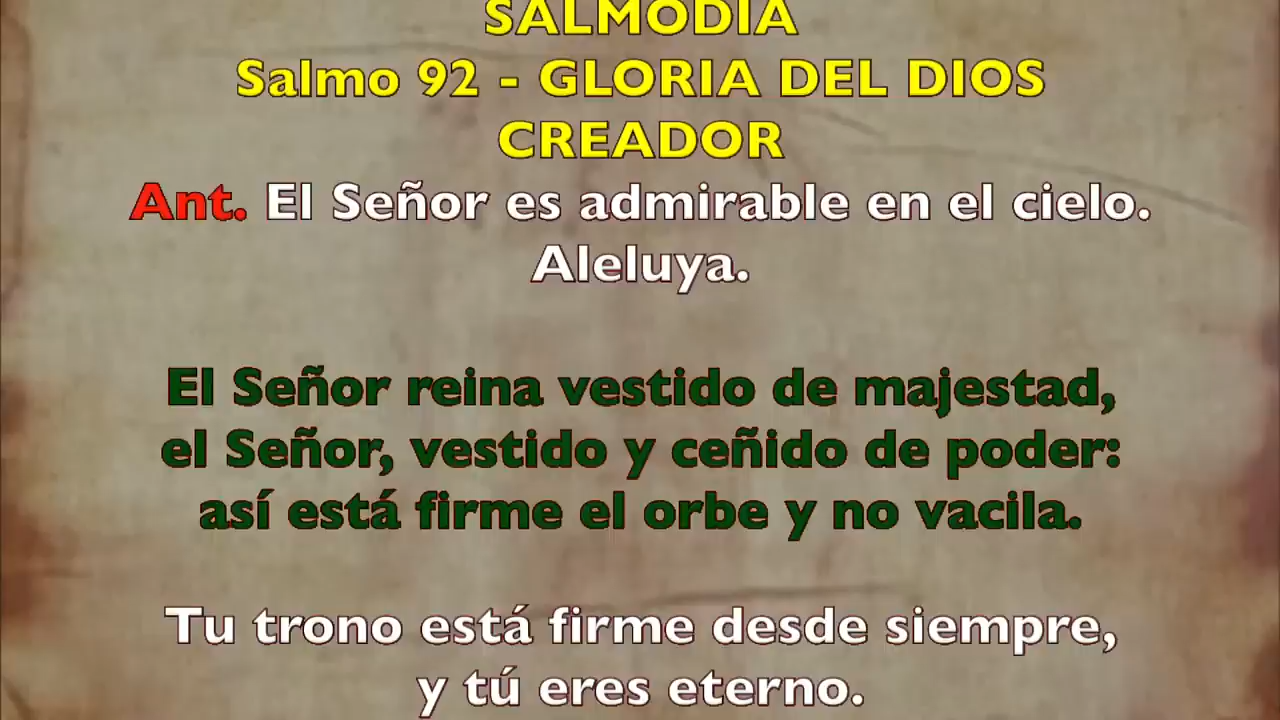 SALMODIA
Salmo 92 - GLORIA DEL DIOS
CREADOR
Ant. El Señor es admirable en el cielo.
Aleluya.
El Señor reina vestido de majestad,
el Señor, vestido y ceñido de poder:
así está firme el orbe y no vacila.
Tu trono está firme desde siempre,
y tú eres eterno.